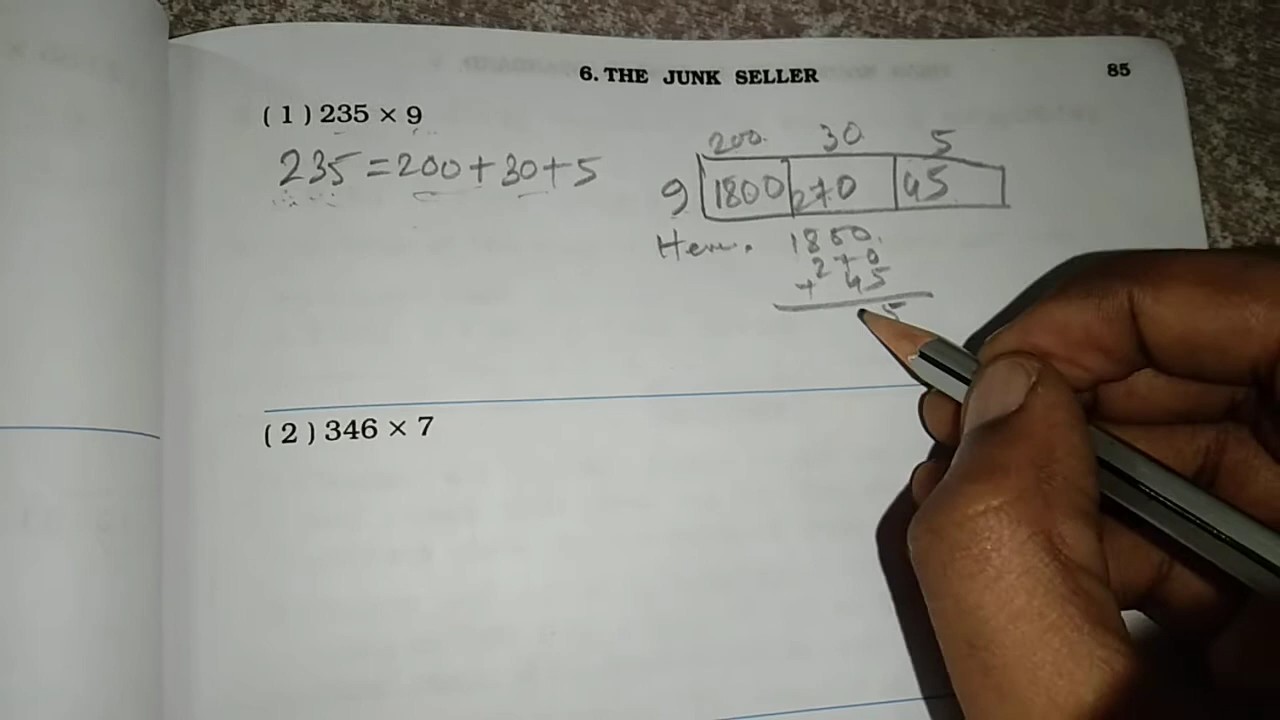 6. THE JUNK SELLER 85
( 1 ) 235 × 9
235 = 200 + 30 + 5
200 30 5
9 1800 270 45
1800
270
+ 45
5
( 2 ) 346 × 7